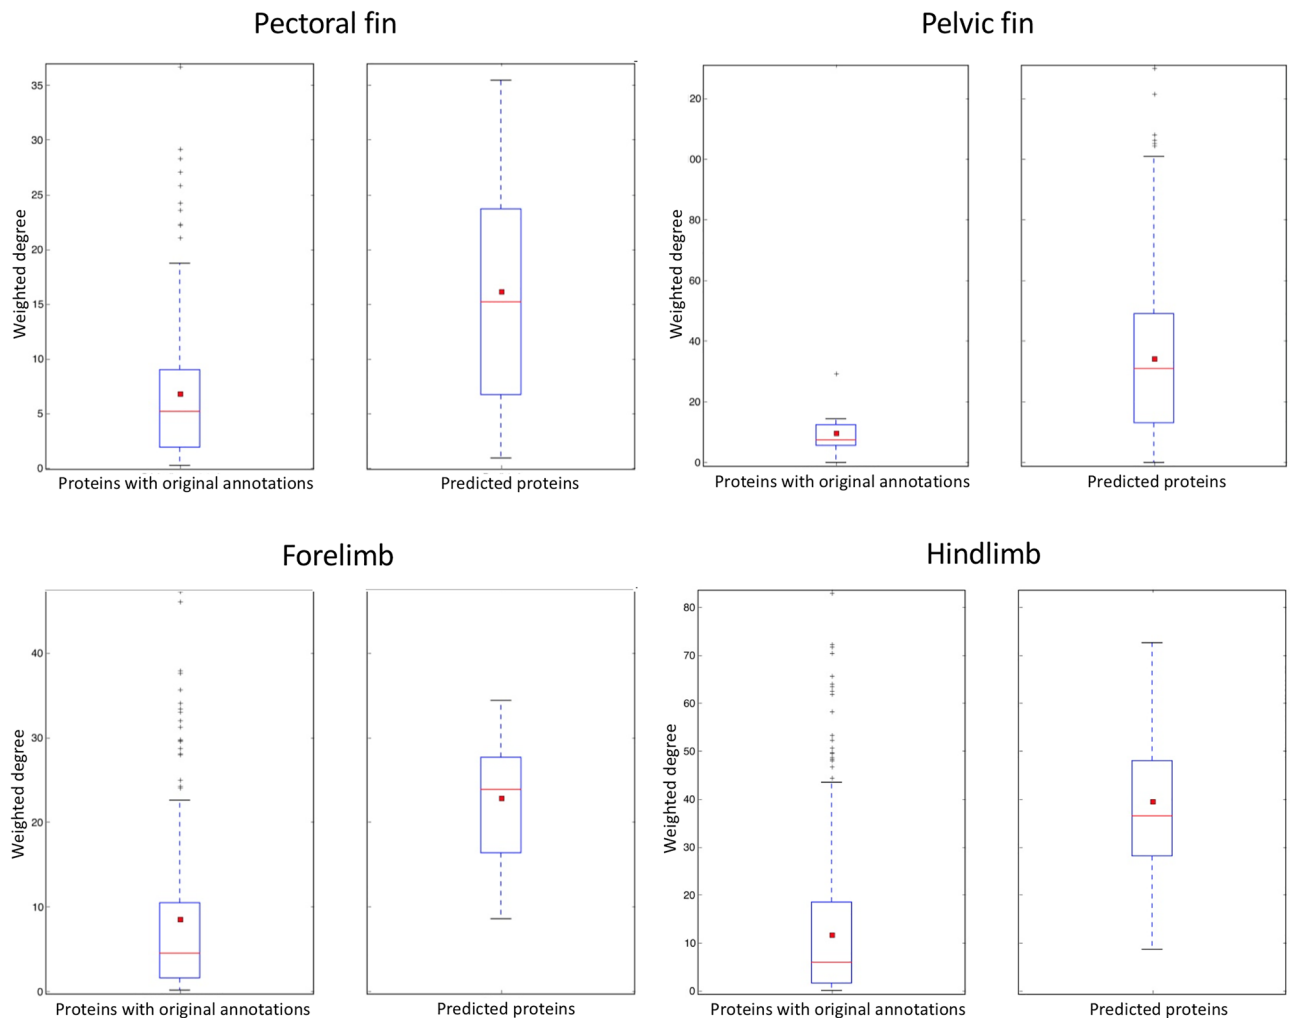 Pectoral fin
Pelvic fin
Weighted degree
35
30
25
20
15
10
5
0
Proteins with original annotations
Predicted proteins
Weighted degree
20
00
80
60
40
20
0
Proteins with original annotations
Predicted proteins
Forelimb
Hindlimb
Weighted degree
40
30
20
10
0
Proteins with original annotations
Predicted proteins
Weighted degree
80
70
60
50
40
30
20
10
0
Proteins with original annotations
Predicted proteins